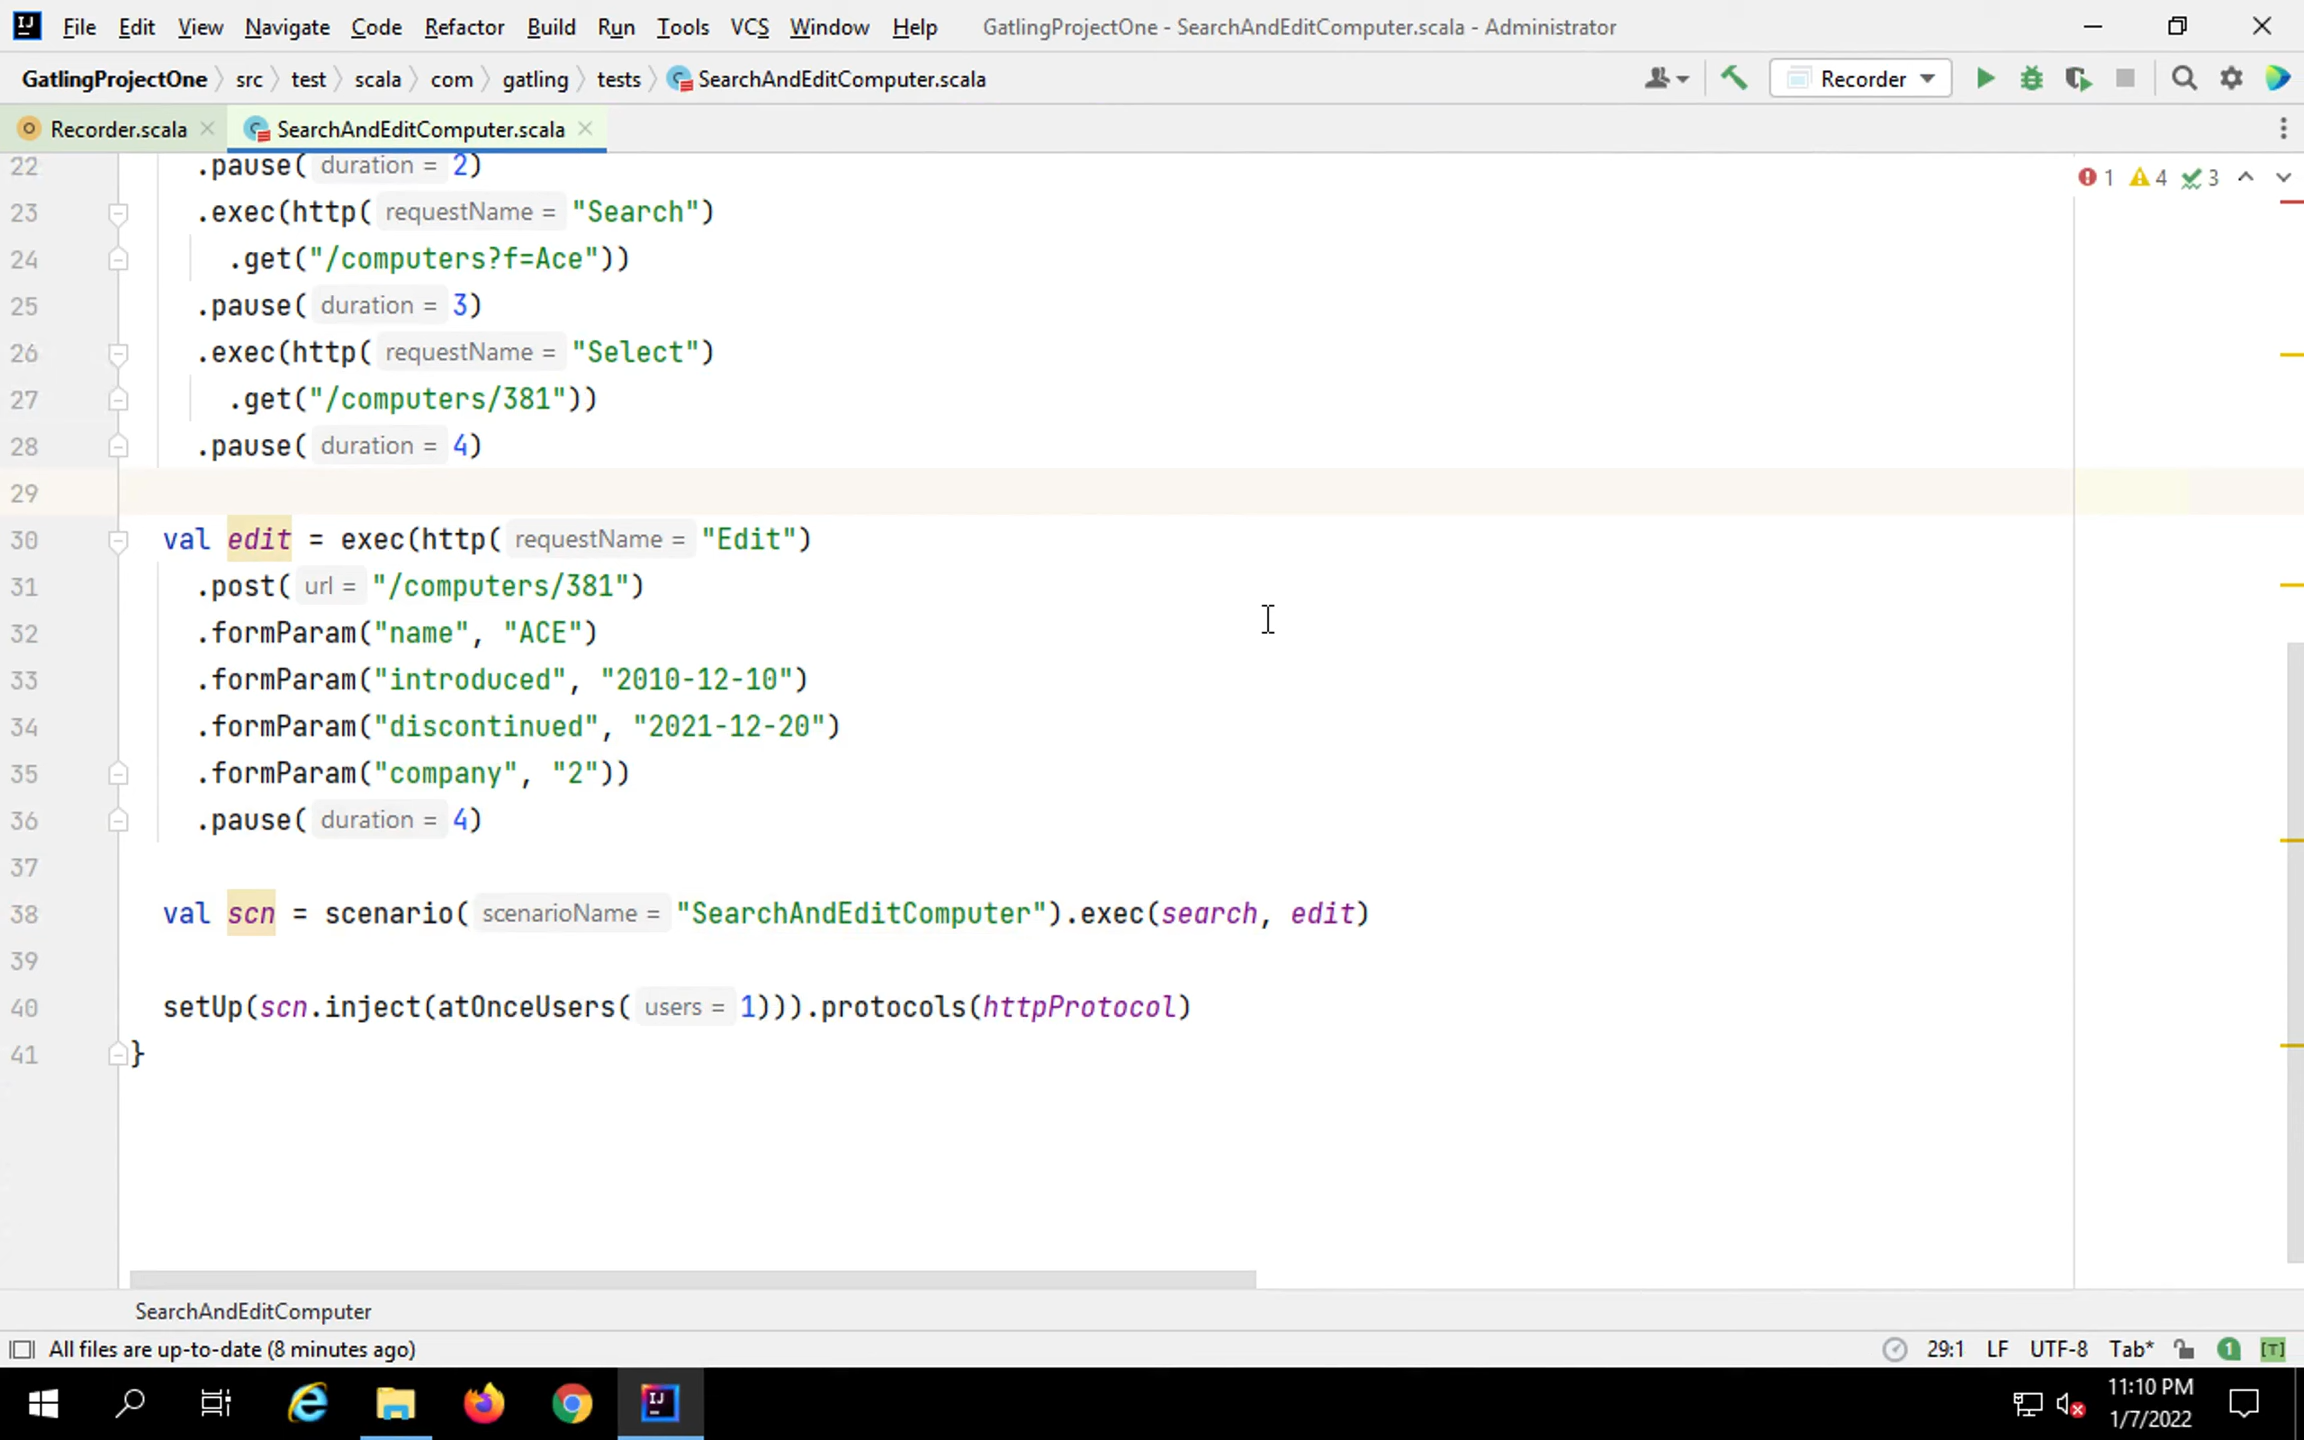 File Edit View Navigate Code Refactor Build Run Tools VCS Window Help GatlingProjectOne - SearchAndEditComputer.scala - Administrator
GatlingProjectOne src test scala com gatling tests SearchAndEditComputer.scala Recorder
Recorder.scala SearchAndEditComputer.scala
22 .pause( duration = 2) 1 4 3
23 .exec(http( requestName = "Search")
24 .get("/computers?f=Ace"))
25 .pause( duration = 3)
26 .exec(http( requestName = "Select")
27 .get("/computers/381"))
28 .pause( duration = 4)
29
30 val edit = exec(http( requestName = "Edit")
31 .post( url = "/computers/381")
32 .formParam("name", "ACE")
33 .formParam("introduced", "2010-12-10")
34 .formParam("discontinued", "2021-12-20")
35 .formParam("company", "2"))
36 .pause( duration = 4)
37
38 val scn = scenario( scenarioName = "SearchAndEditComputer").exec(search, edit)
39
40 setUp(scn.inject(atOnceUsers( users = 1))).protocols(httpProtocol)
41 }
SearchAndEditComputer
All files are up-to-date (8 minutes ago) 29:1 LF UTF-8 Tab* 1 [T]
IJ 11:10 PM
1/7/2022